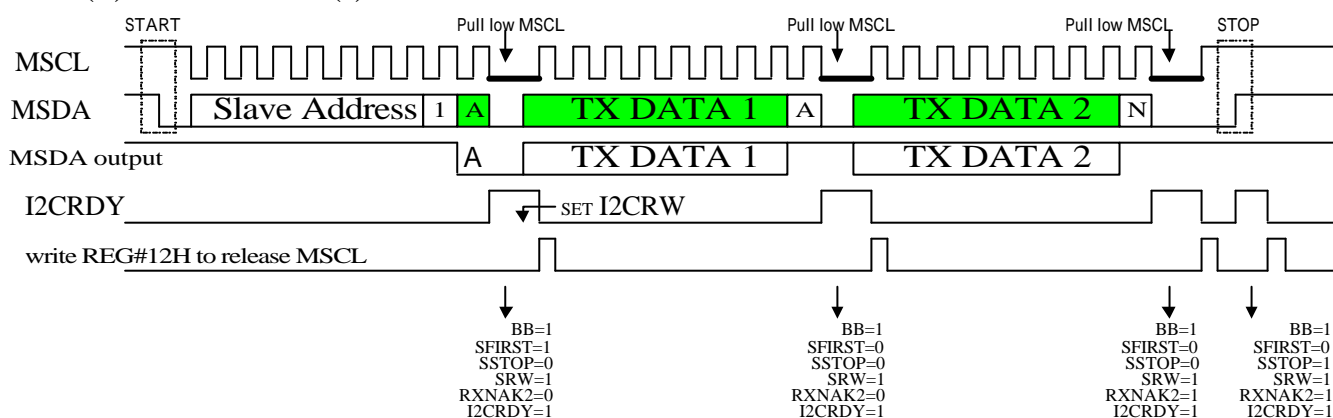 START Pull low MSCL Pull low MSCL Pull low MSCL STOP
MSCL
MSDA Slave Address 1 A TX DATA 1 A TX DATA 2 N
MSDA output A TX DATA 1 TX DATA 2
I2CRDY SET I2CRW
write REG#12H to release MSCL
BB=1 BB=1 BB=1 BB=1
SFIRST=1 SFIRST=0 SFIRST=0 SFIRST=0
SSTOP=0 SSTOP=0 SSTOP=0 SSTOP=1
SRW=1 SRW=1 SRW=1 SRW=1
RXNAK2=0 RXNAK2=0 RXNAK2=1 RXNAK2=1
I2CRDY=1 I2CRDY=1 I2CRDY=1 I2CRDY=1